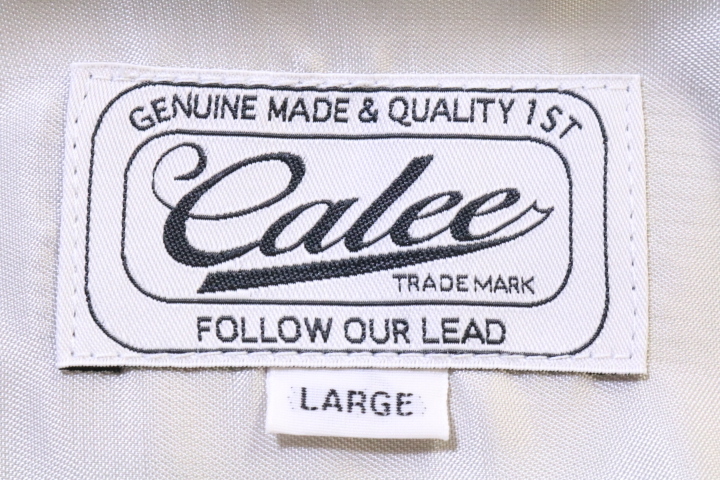 GENUINE MADE & QUALITY 1ST
Calee
TRADE MARK
FOLLOW OUR LEAD
LARGE